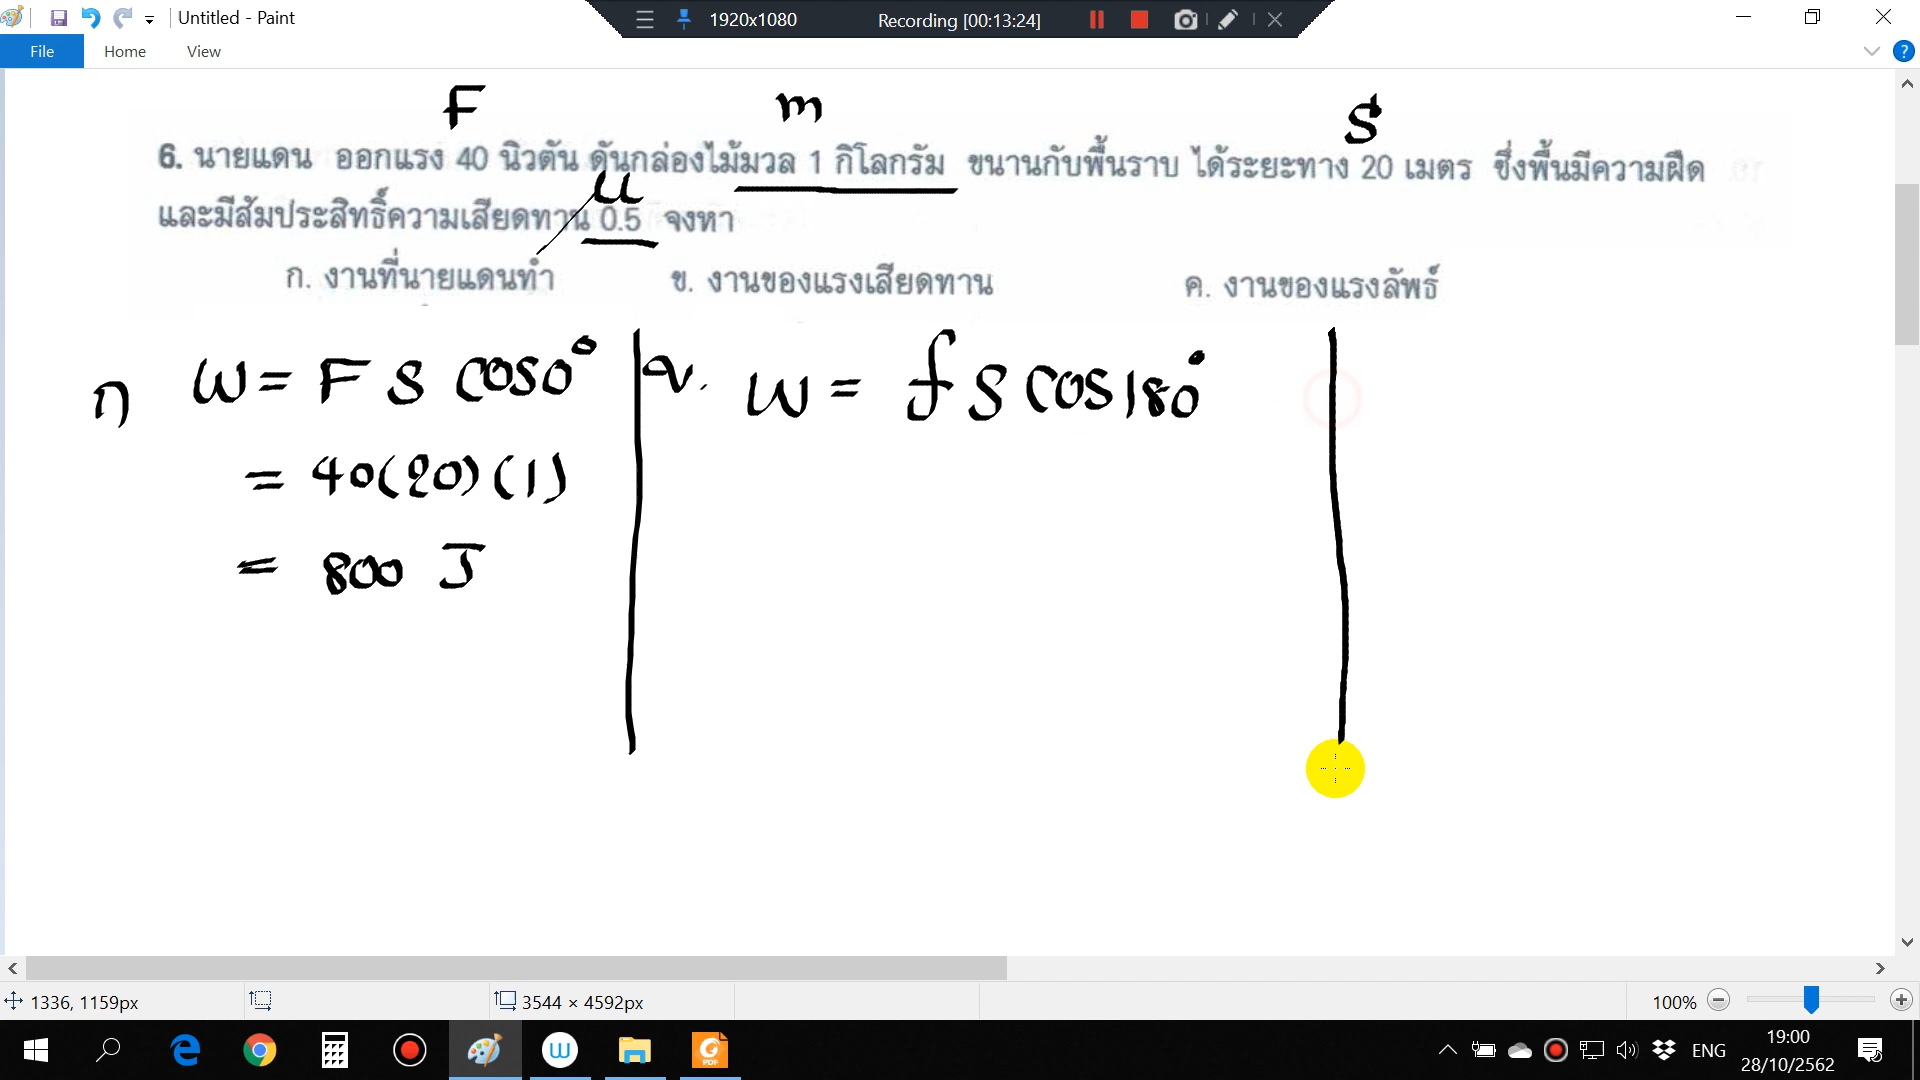 Untitled - Paint
1920x1080
Recording [00:13:24]
File
Home
View
F
m
S
6. นายแดน ออกแรง 40 นิวตัน ดันกล่องไม้มวล 1 กิโลกรัม ขนานกับพื้นราบ ได้ระยะทาง 20 เมตร ซึ่งพื้นมีความฝืด
μ
และมีสัมประสิทธิ์ความเสียดทาน 0.5 จงหา
ก. งานที่นายแดนทำ ข. งานของแรงเสียดทาน ค. งานของแรงลัพธ์
ก W = F S cos0°
= 40(20)(1)
= 800 J
ข. W = f S cos180°
1336, 1159px
3544 × 4592px
100%
PDF
ENG
19:00
28/10/2562